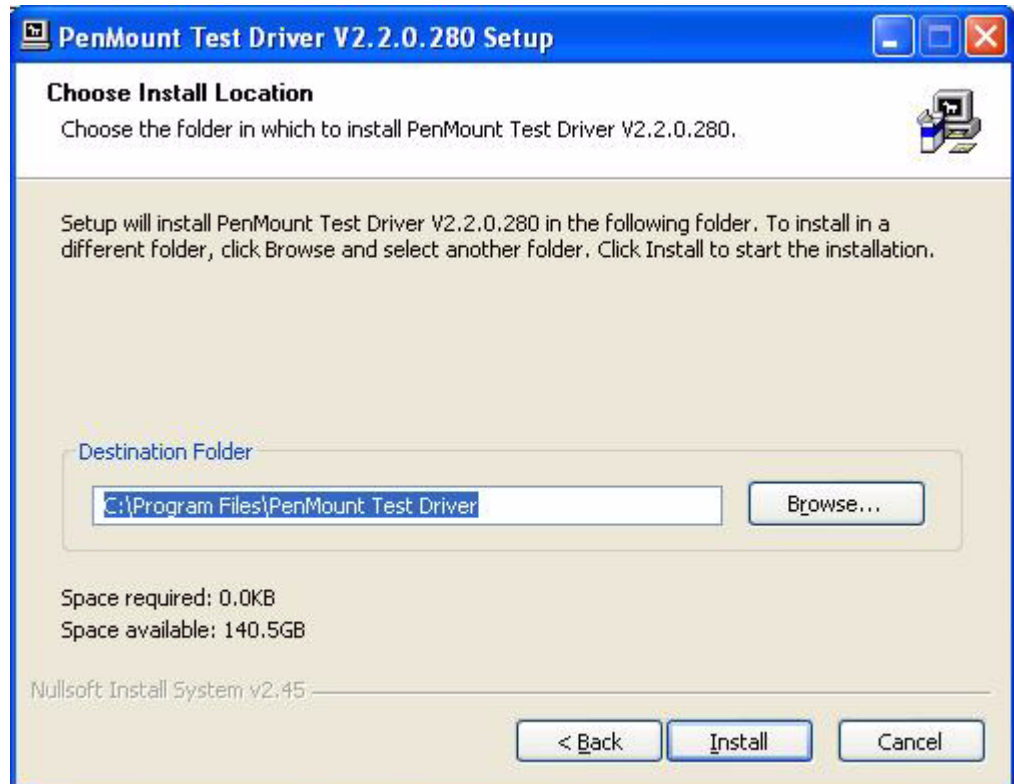 PenMount Test Driver V2.2.0.280 Setup
Choose Install Location
Choose the folder in which to install PenMount Test Driver V2.2.0.280.
Setup will install PenMount Test Driver V2.2.0.280 in the following folder. To install in a
different folder, click Browse and select another folder. Click Install to start the installation.
Destination Folder
C:\Program Files\PenMount Test Driver
Browse...
Space required: 0.0KB
Space available: 140.5GB
Nullsoft Install System v2.45
< Back
Install
Cancel